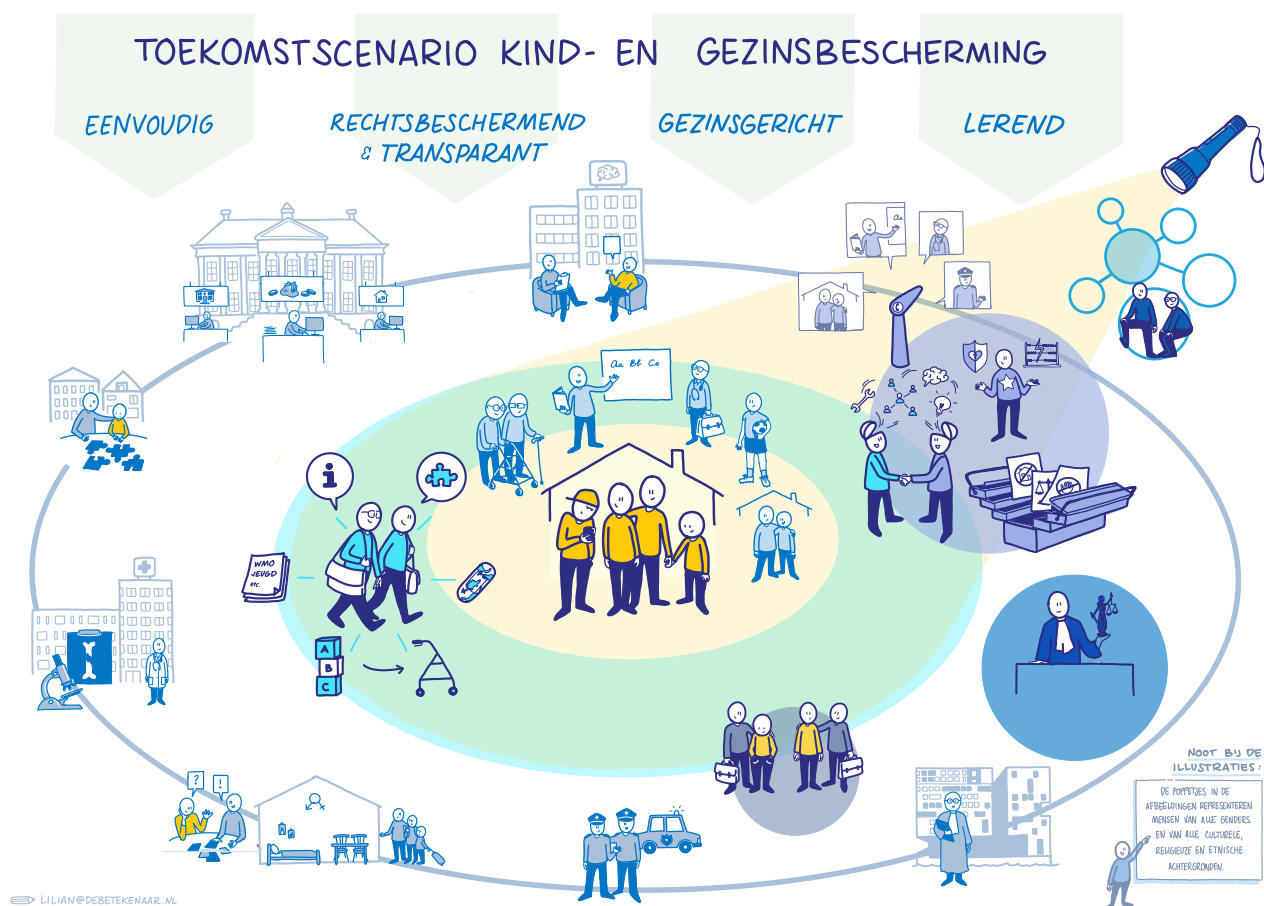 TOEKOMSTSCENARIO KIND- EN GEZINSBESCHERMING
EENVOUDIG
RECHTSBESCHERMEND
& TRANSPARANT
GEZINSGERICHT
LEREND
Aa
Aa Bb Cc
i
WMO
JEUGD
etc.
A
B
C
?
!
NOOT BIJ DE
ILLUSTRATIES:
DE POPPETJES IN DE
AFBEELDINGEN REPRESENTEREN
MENSEN VAN ALLE GENDERS
EN VAN ALLE CULTURELE,
RELIGIEUZE EN ETNISCHE
ACHTERGRONDEN.
LILIAN@DEBETEKENAAR.NL